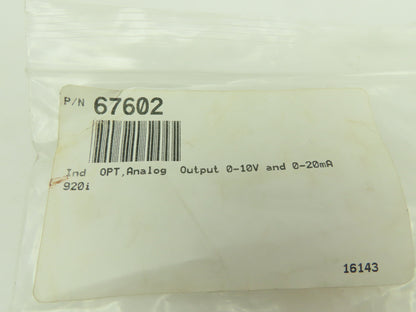 P/N 67602
Ind OPT,Analog Output 0-10V and 0-20mA
920i
16143